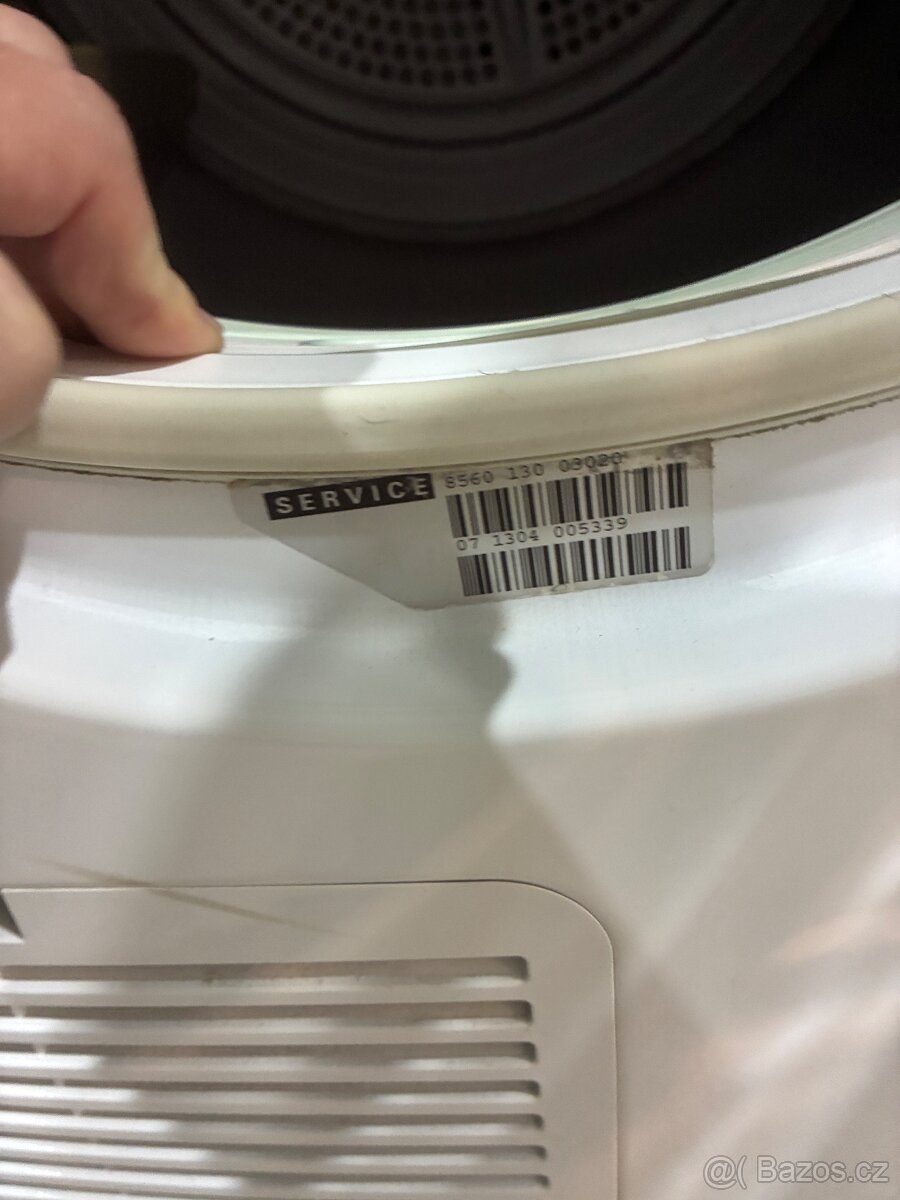 SERVICE 8560 130 03020
07 1304 005339
@( Bazos.cz